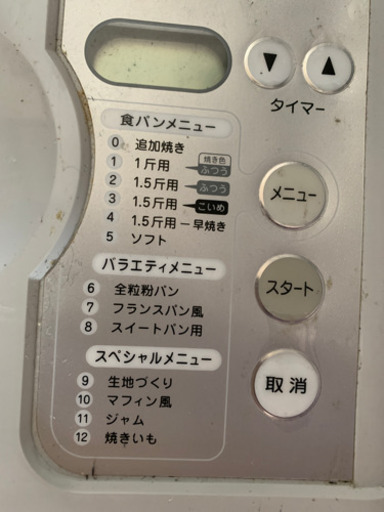 ▼ ▲
タイマー
食パンメニュー
0 追加焼き
1 1斤用 焼き色 ふつう
2 1.5斤用 ふつう
3 1.5斤用 こいめ
4 1.5斤用－早焼き
5 ソフト
メニュー
バラエティメニュー
6 全粒粉パン
7 フランスパン風
8 スイートパン用
スタート
スペシャルメニュー
9 生地づくり
10 マフィン風
11 ジャム
12 焼きいも
取消